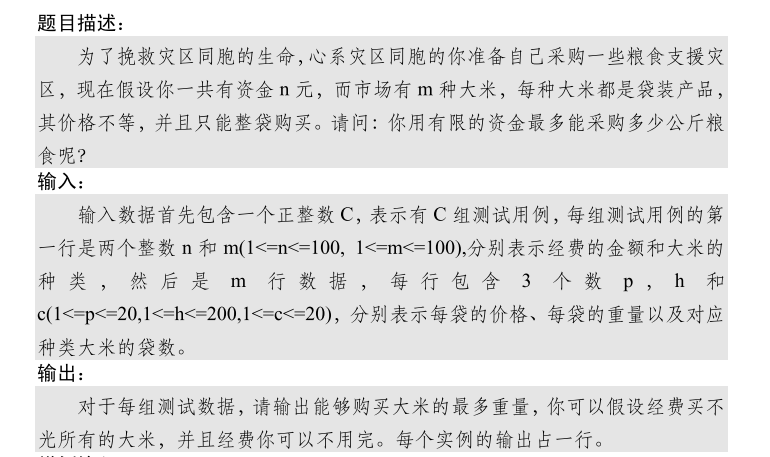 题目描述：
为了挽救灾区同胞的生命,心系灾区同胞的你准备自己采购一些粮食支援灾
区，现在假设你一共有资金 n 元，而市场有 m 种大米，每种大米都是袋装产品，
其价格不等，并且只能整袋购买。请问：你用有限的资金最多能采购多少公斤粮
食呢？
输入：
输入数据首先包含一个正整数 C，表示有 C 组测试用例，每组测试用例的第
一行是两个整数 n 和 m(1<=n<=100, 1<=m<=100),分别表示经费的金额和大米的
种类，然后是 m 行数据，每行包含 3 个数 p，h 和
c(1<=p<=20,1<=h<=200,1<=c<=20)，分别表示每袋的价格、每袋的重量以及对应
种类大米的袋数。
输出：
对于每组测试数据，请输出能够购买大米的最多重量，你可以假设经费买不
光所有的大米，并且经费你可以不用完。每个实例的输出占一行。